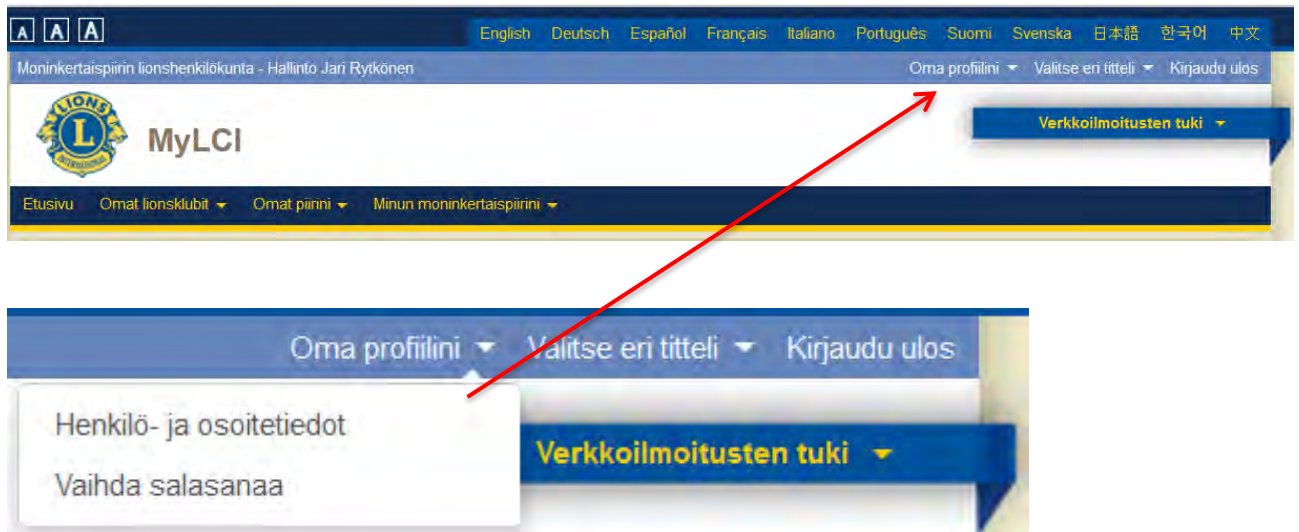 A A A English Deutsch Español Français Italiano Português Suomi Svenska 日本語 한국어 中文
Moninkertaispiirin lionshenkilökunta - Hallinto Jari Rytkönen Oma profiilini Valitse eri titteli Kirjaudu ulos
LIONS
L
INTERNATIONAL
MyLCI
Verkkoilmoitusten tuki
Etusivu Omat lionsklubit Omat piirini Minun moninkertaispiirini
Oma profiilini Valitse eri titteli Kirjaudu ulos
Henkilö- ja osoitetiedot
Verkkoilmoitusten tuki
Vaihda salasanaa